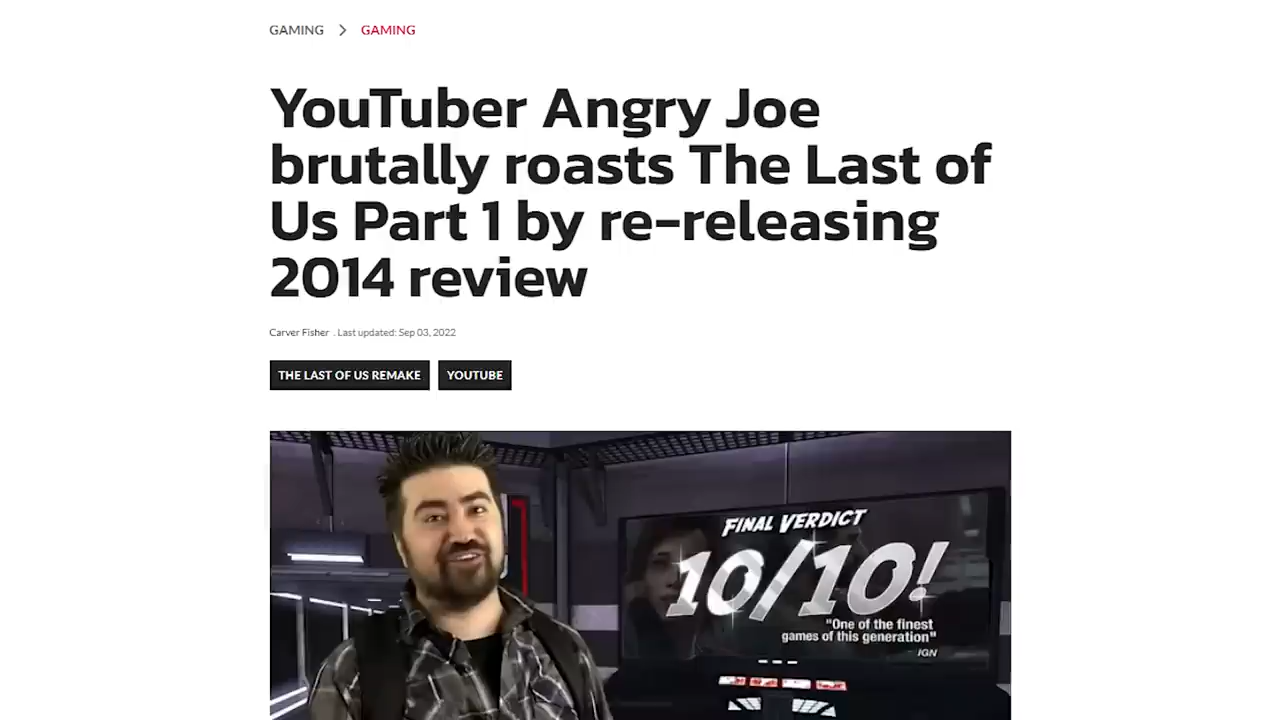 GAMING > GAMING
YouTuber Angry Joe
brutally roasts The Last of
Us Part 1 by re-releasing
2014 review
Carver Fisher . Last updated: Sep 03, 2022
THE LAST OF US REMAKE YOUTUBE
FINAL VERDICT
10/10!
"One of the finest
games of this generation"
IGN